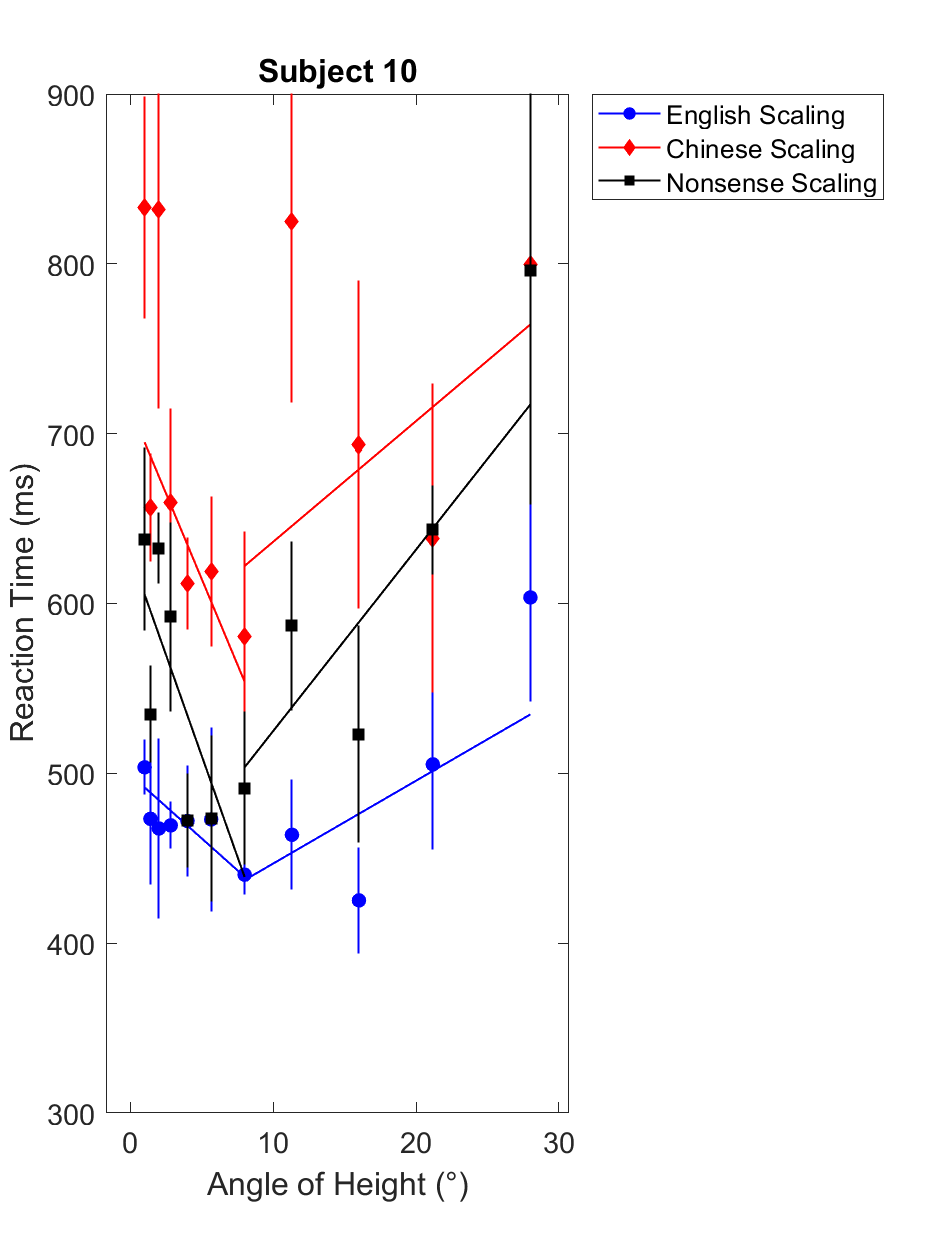 Subject 10
900
800
700
600
500
400
300
0 10 20 30
Reaction Time (ms)
Angle of Height (°)
English Scaling
Chinese Scaling
Nonsense Scaling